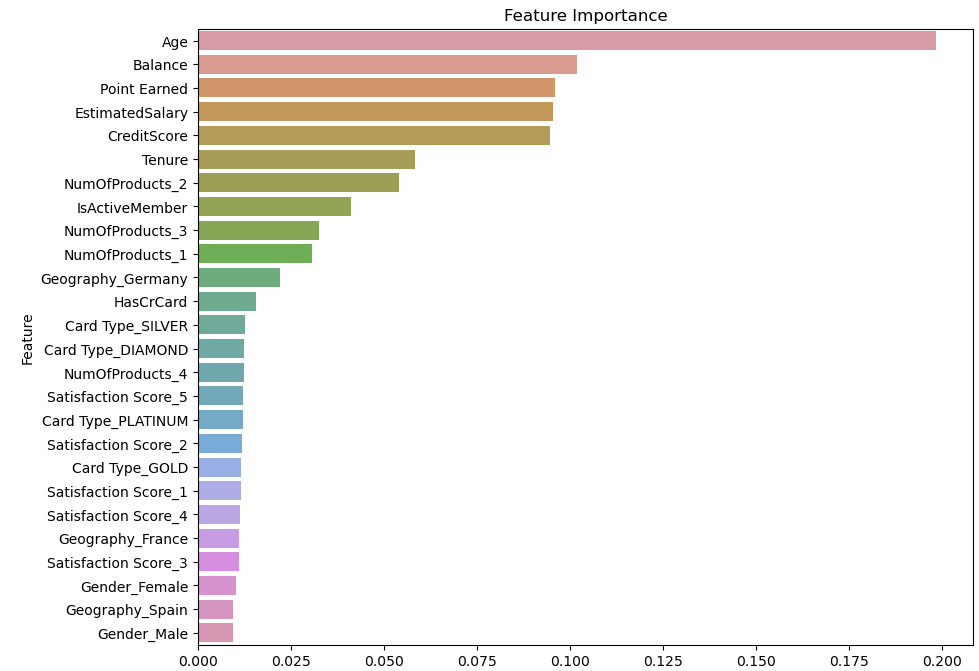 Feature Importance
Age
Balance
Point Earned
EstimatedSalary
CreditScore
Tenure
NumOfProducts_2
IsActiveMember
NumOfProducts_3
NumOfProducts_1
Geography_Germany
HasCrCard
Card Type_SILVER
Card Type_DIAMOND
NumOfProducts_4
Satisfaction Score_5
Card Type_PLATINUM
Satisfaction Score_2
Card Type_GOLD
Satisfaction Score_1
Satisfaction Score_4
Geography_France
Satisfaction Score_3
Gender_Female
Geography_Spain
Gender_Male
Feature
0.000 0.025 0.050 0.075 0.100 0.125 0.150 0.175 0.200